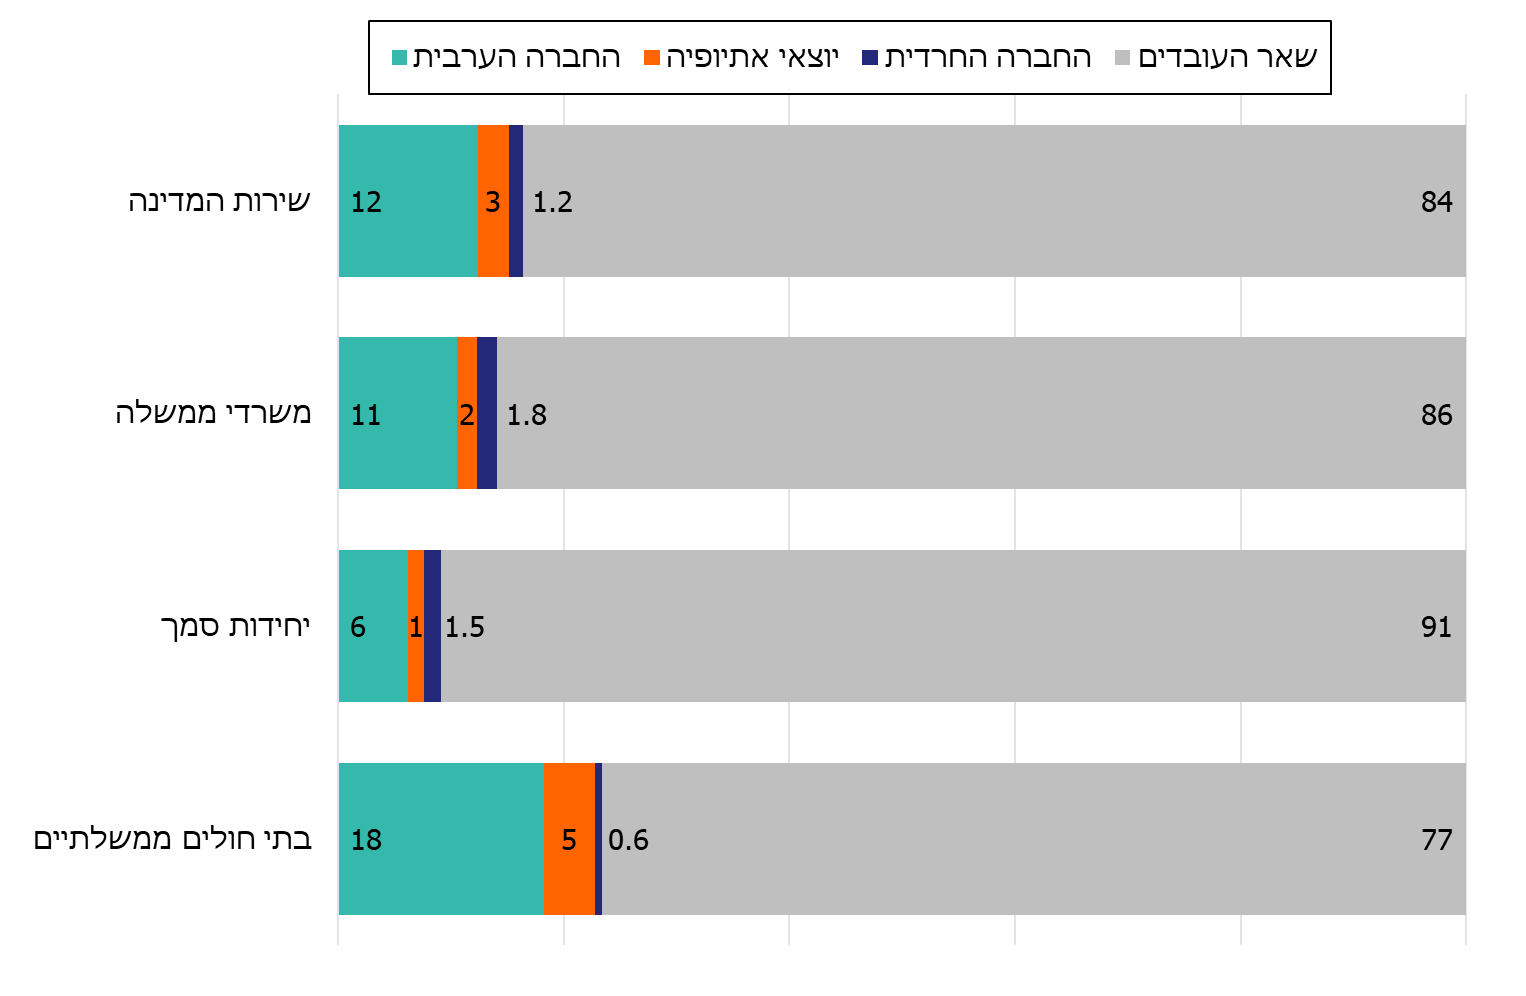 החברה הערבית יוצאי אתיופיה החברה החרדית שאר העובדים
שירות המדינה 12 3 1.2 84
משרדי ממשלה 11 2 1.8 86
יחידות סמך 6 1 1.5 91
בתי חולים ממשלתיים 18 5 0.6 77